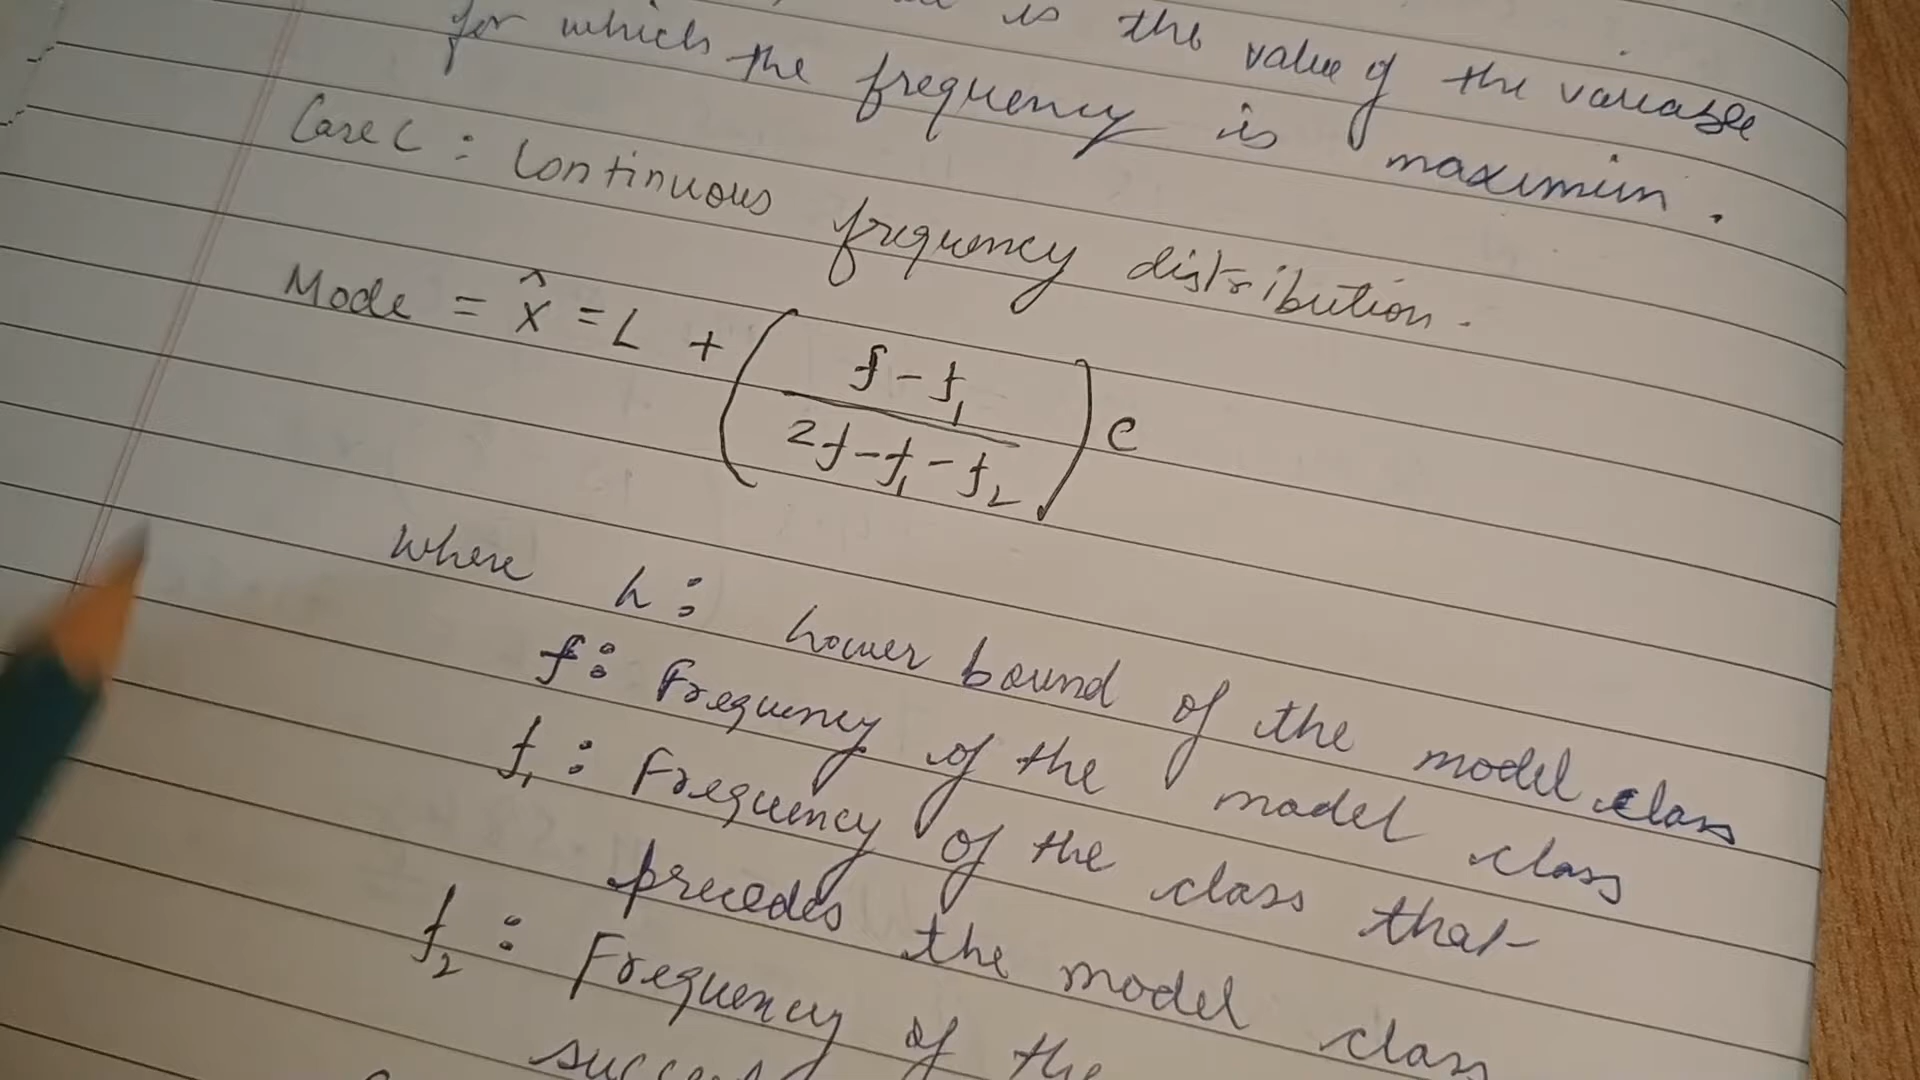 is the value of the variable
for which the frequency is maximum.
Case C : Continuous frequency distribution.
Mode = x̂ = L + ( f - f₁ / 2f - f₁ - f₂ ) c
Where L : Lower bound of the model class
f : Frequency of the model class
f₁ : Frequency of the class that
precedes the model class
f₂ : Frequency of the